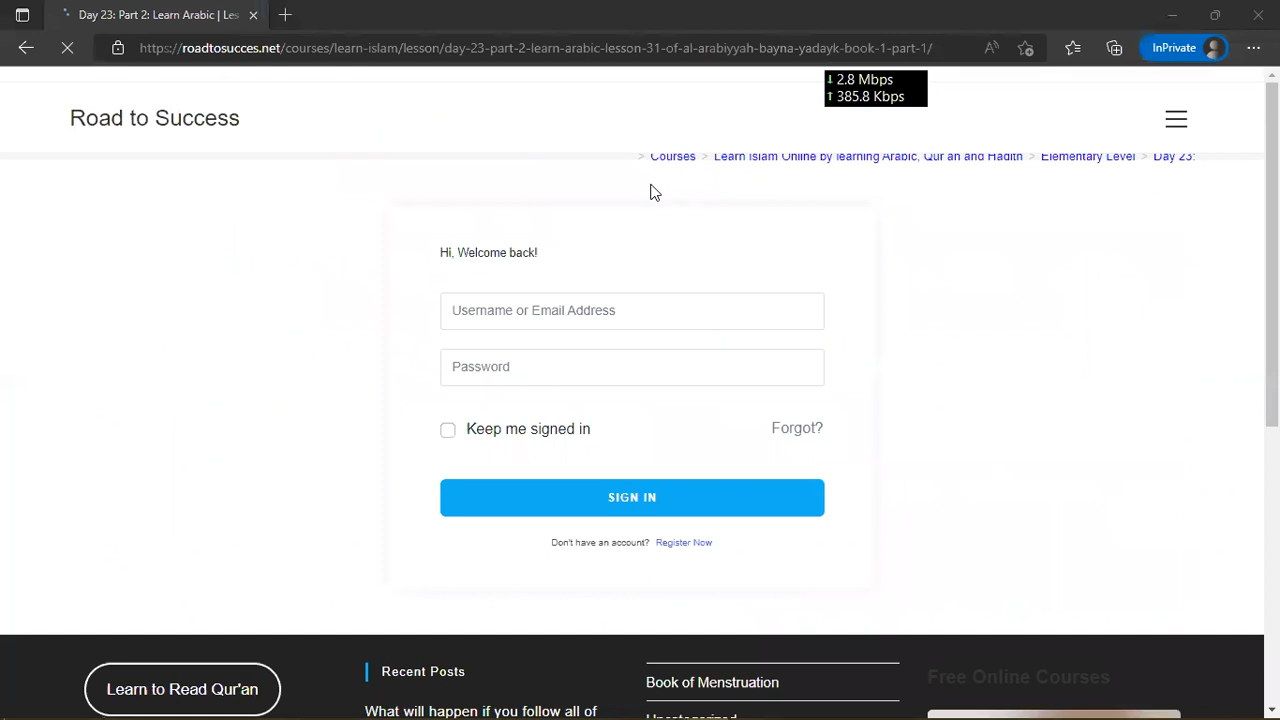 Day 23: Part 2: Learn Arabic | Les
https://roadtosucces.net/courses/learn-islam/lesson/day-23-part-2-learn-arabic-lesson-31-of-al-arabiyyah-bayna-yadayk-book-1-part-1/
InPrivate
↓ 2.8 Mbps
↑ 385.8 Kbps
Road to Success
> Courses > Learn Islam Online by learning Arabic, Qur'an and Hadith > Elementary Level > Day 23:
Hi, Welcome back!
Username or Email Address
Password
Keep me signed in
Forgot?
SIGN IN
Don't have an account? Register Now
Learn to Read Qur'an
Recent Posts
What will happen if you follow all of
Book of Menstruation
Uncategorized
Free Online Courses